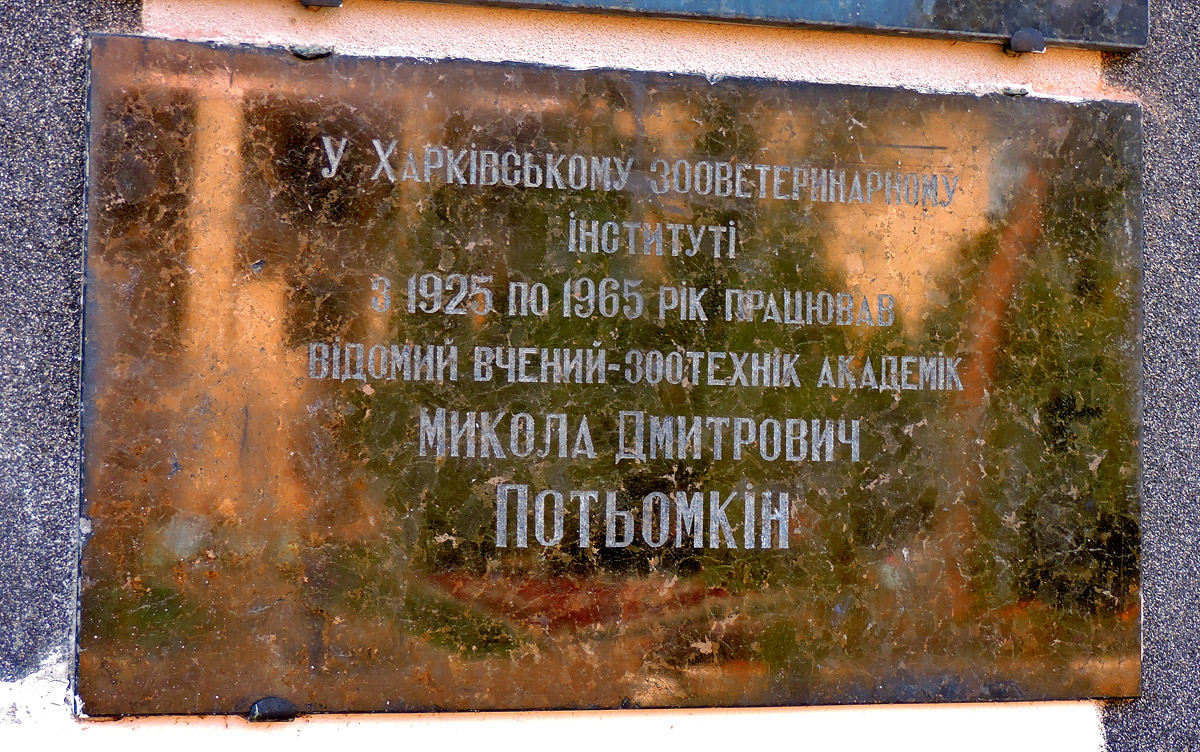 У Харківському зооветеринарному
інституті
з 1925 по 1965 рік працював
відомий вчений-зоотехнік академік
Микола Дмитрович
Потьомкін